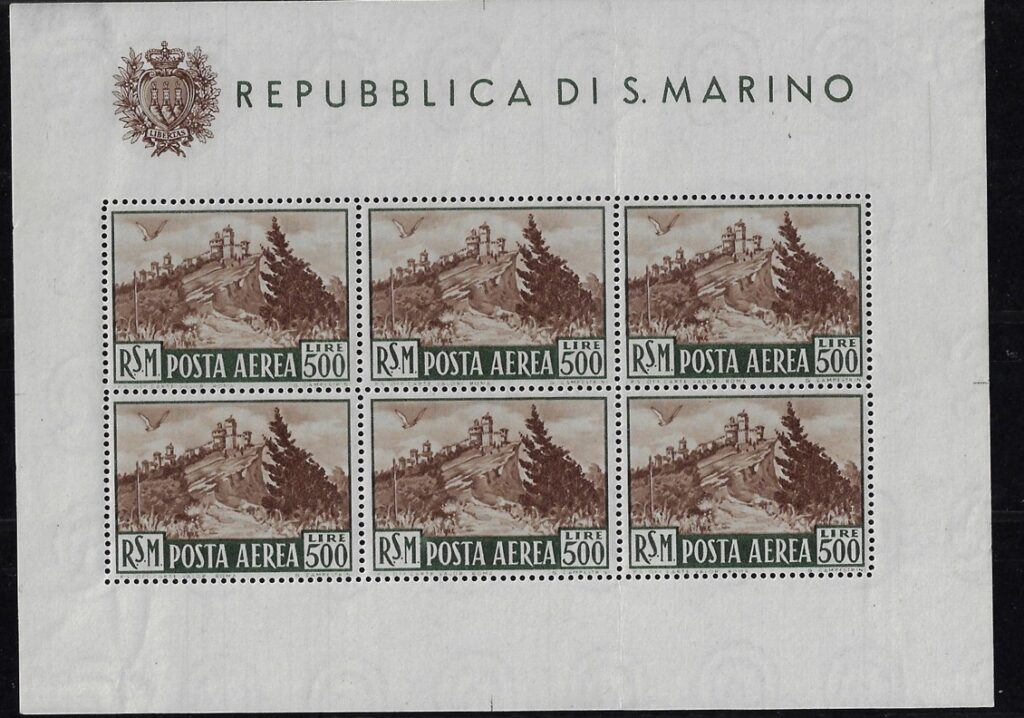 REPUBBLICA DI S. MARINO
LIBERTAS
R.S.M. POSTA AEREA LIRE 500
R.S.M. POSTA AEREA LIRE 500
R.S.M. POSTA AEREA LIRE 500
R.S.M. POSTA AEREA LIRE 500
R.S.M. POSTA AEREA LIRE 500
R.S.M. POSTA AEREA LIRE 500